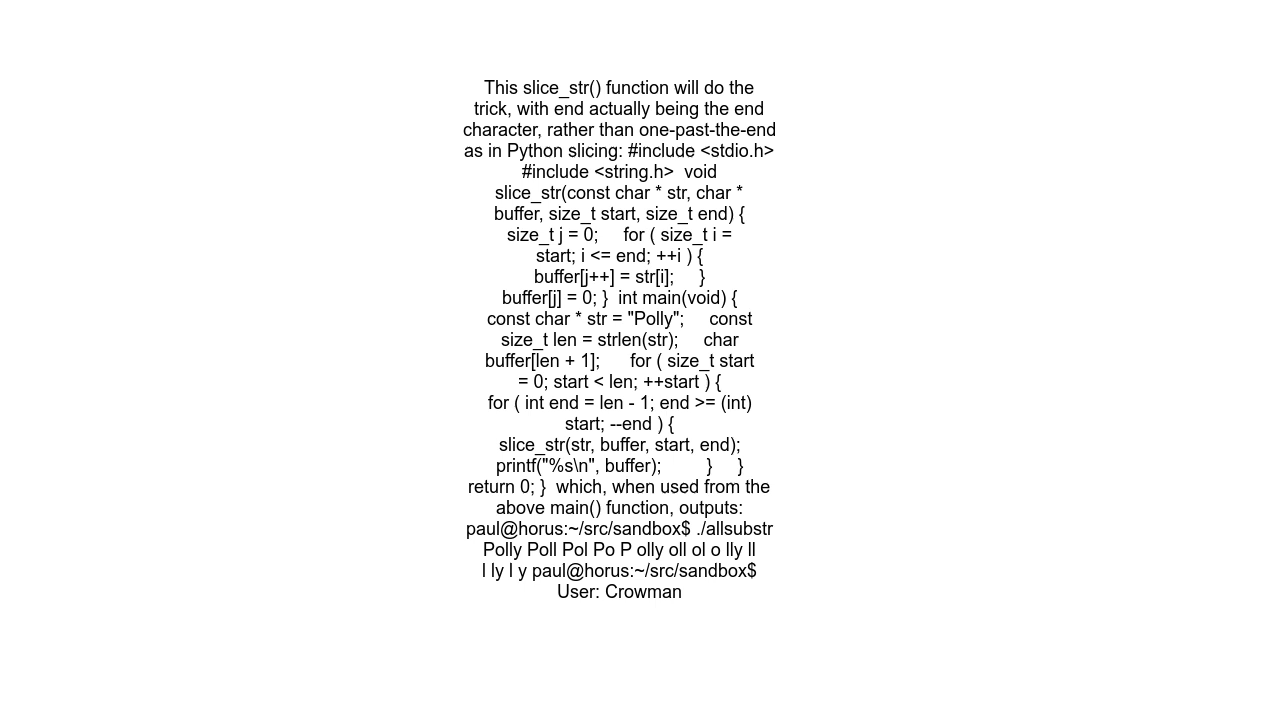 This slice_str() function will do the
trick, with end actually being the end
character, rather than one-past-the-end
as in Python slicing: #include <stdio.h>
#include <string.h>  void
slice_str(const char * str, char *
buffer, size_t start, size_t end) {
size_t j = 0;     for ( size_t i =
start; i <= end; ++i ) {
buffer[j++] = str[i];     }
buffer[j] = 0; }  int main(void) {
const char * str = "Polly";     const
size_t len = strlen(str);     char
buffer[len + 1];      for ( size_t start
= 0; start < len; ++start ) {
for ( int end = len - 1; end >= (int)
start; --end ) {
slice_str(str, buffer, start, end);
printf("%s\n", buffer);         }     }
return 0; }  which, when used from the
above main() function, outputs:
paul@horus:~/src/sandbox$ ./allsubstr
Polly Poll Pol Po P olly oll ol o lly ll
l ly l y paul@horus:~/src/sandbox$
User: Crowman